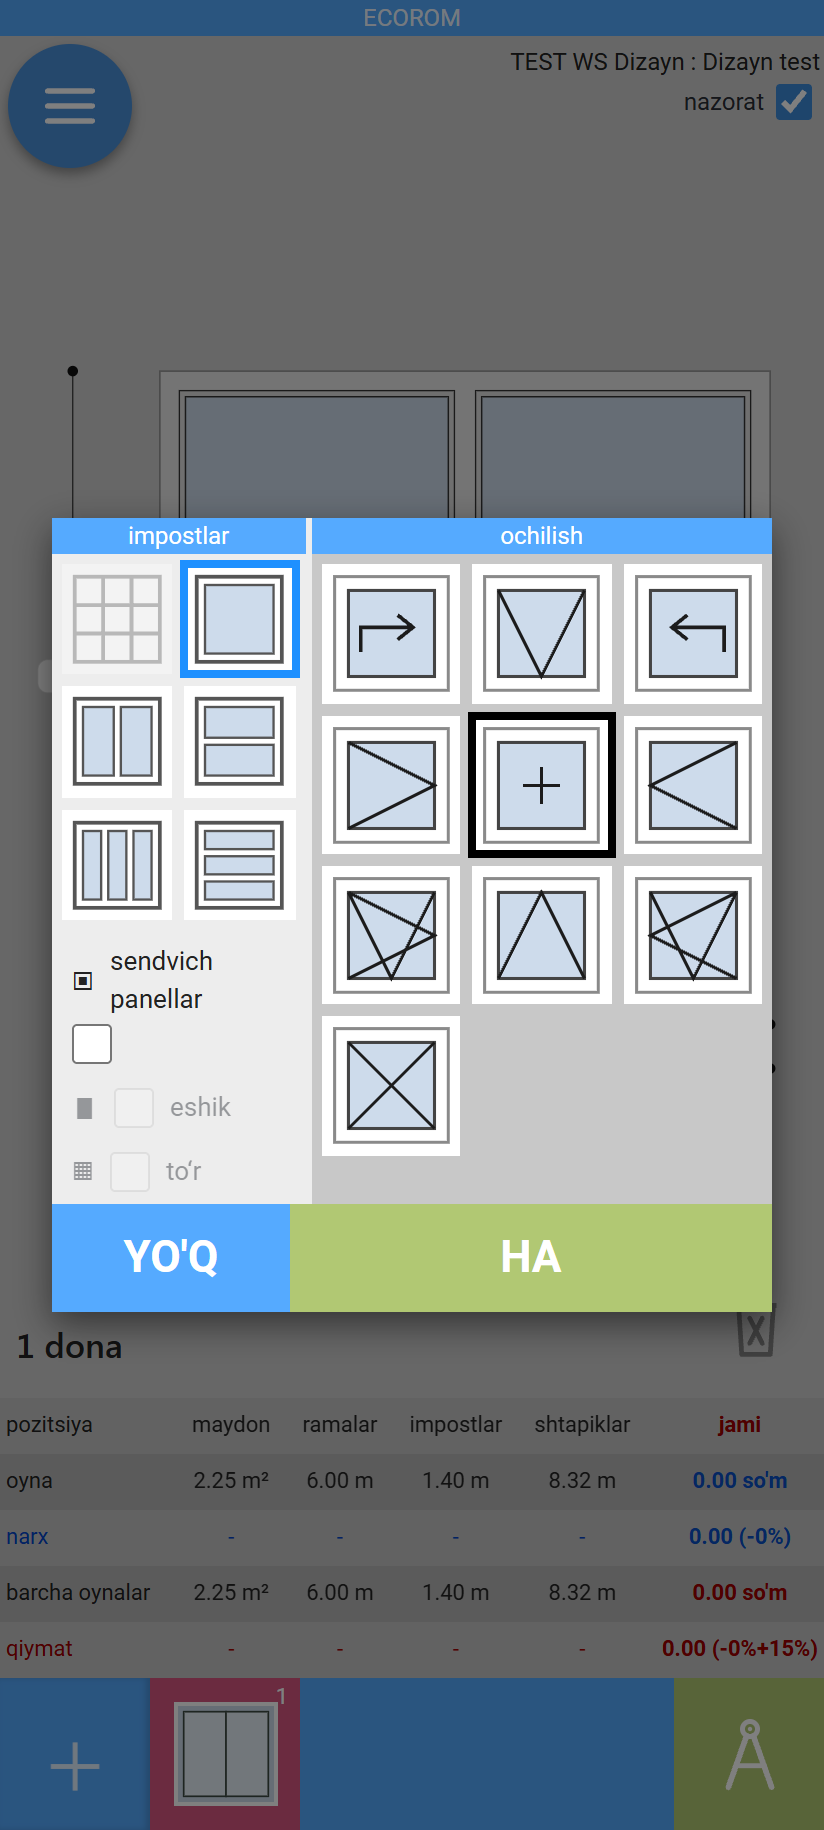 ECOROM
TEST WS Dizayn : Dizayn test
nazorat
impostlar
ochilish
sendvich
panellar
eshik
to‘r
YO'Q
HA
1 dona
pozitsiya maydon ramalar impostlar shtapiklar jami
oyna 2.25 m² 6.00 m 1.40 m 8.32 m 0.00 so'm
narx - - - - 0.00 (-0%)
barcha oynalar 2.25 m² 6.00 m 1.40 m 8.32 m 0.00 so'm
qiymat - - - - 0.00 (-0%+15%)
1